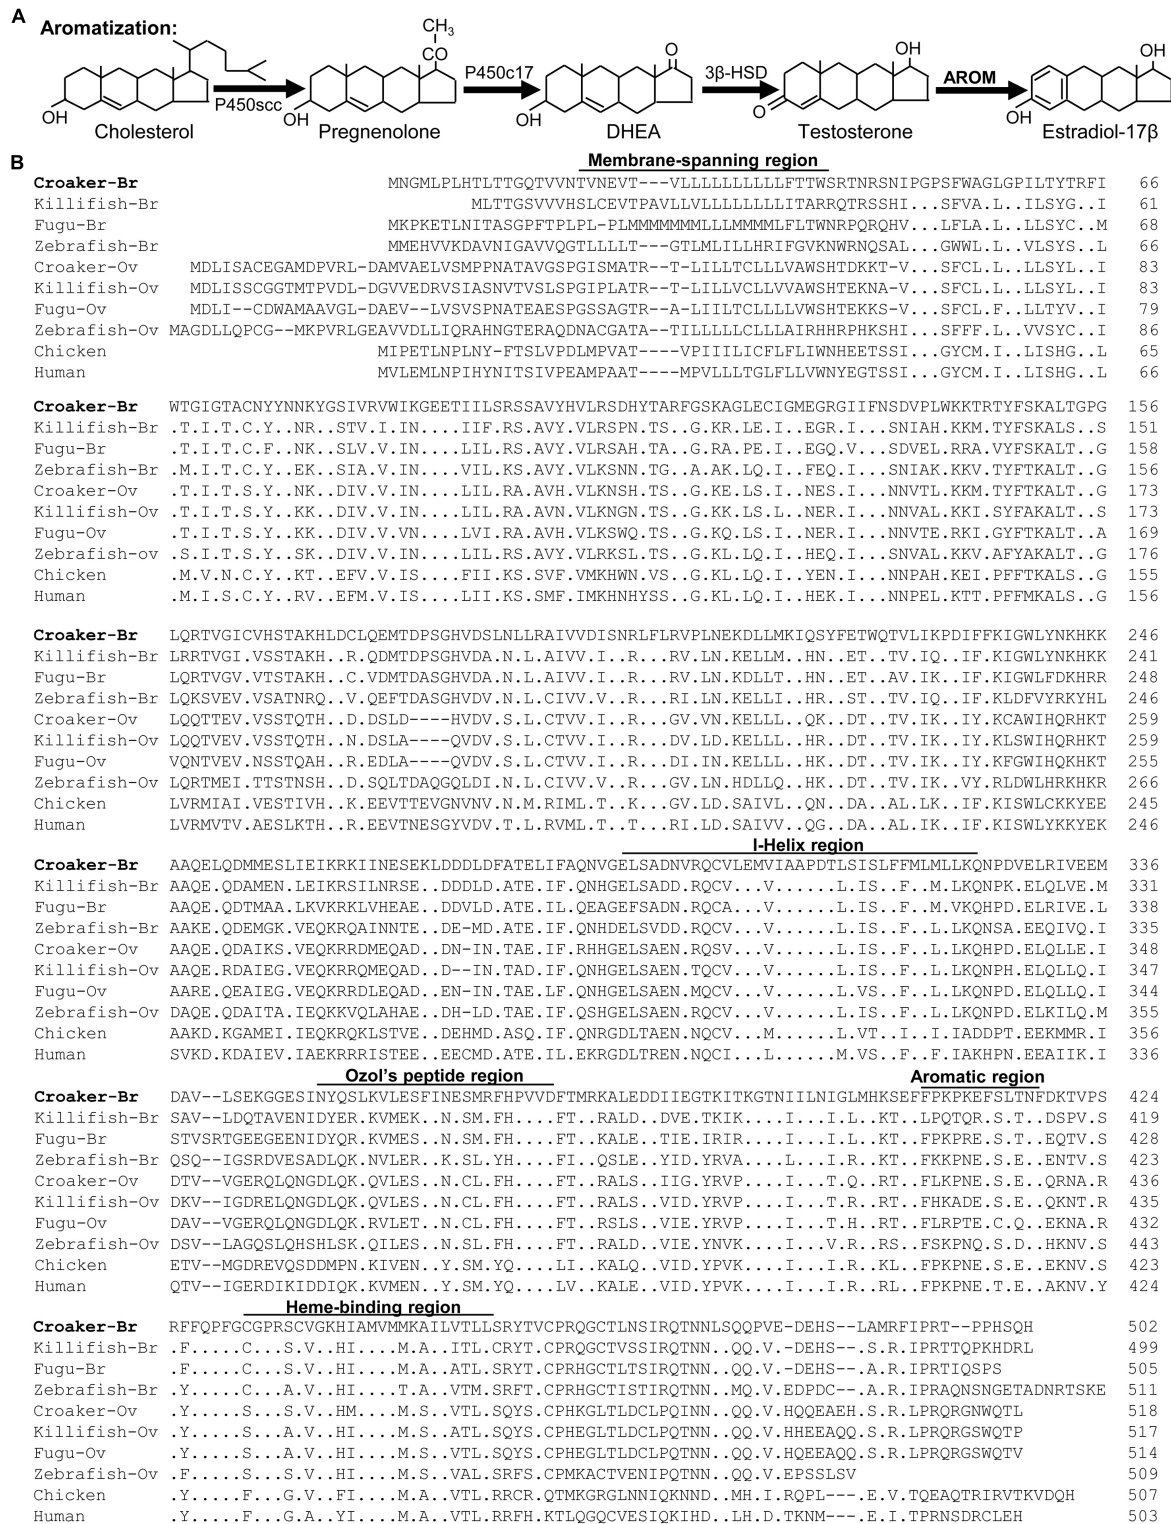 A
Aromatization:
CH3
CO
O
OH
OH
P450scc
P450c17
3β-HSD
AROM
OH
OH
OH
O
OH
Cholesterol
Pregnenolone
DHEA
Testosterone
Estradiol-17β
B
Membrane-spanning region
Croaker-Br MNGMLPLHTLTTGQTVVNTVNEVT---VLLLLLLLLLLLFTTWSRTNRSNIPGPSFWAGLGPILTYTRFI 66
Killifish-Br MLTTGSVVVHSLCEVTPAVLLVLLLLLLLLITARRQTRSSHI...SFVA.L..ILSYG..I 61
Fugu-Br MKPKETLNITASGPFTPLPL-PLMMMMMMMLLMMMMLFLTWNRPQRQHV...LFLA.L..LLSYC..M 68
Zebrafish-Br MMEHVVKDAVNIGAVVQGTLLLLT---GTLMLILLHRIFGVKNWRNQSAL...GWWL.L..VLSYS..L 66
Croaker-Ov MDLISACEGAMDPVRL-DAMVAELVSMPPNATAVGSPGISMATR--T-LILLTCLLLVAWSHTDKKT-V...SFCL.L..LLSYL..I 83
Killifish-Ov MDLISSCGGTMTPVDL-DGVVEDRVSIASNVTVSLSPGIPLATR--T-LILLVCLLVVAWSHTEKNA-V...SFCL.L..LLSYL..I 83
Fugu-Ov MDLI--CDWAMAAVGL-DAEV--LVSVSPNATEAESPGSSAGTR--A-LIILTCLLLVAWSHTEKKT-V...SFCL.F..LLTYV..I 79
Zebrafish-Ov MAGDLLQPCG--MKPVRLGEAVVDLLIQRAHNGTERAQDNACGATA--TILLLLLCLLLAIRHHRPHKSHI...SFFF.L..VVSYC..I 86
Chicken MIPETLNPLNY-FTSLVPDLMPVAT----VPIIILICFLFLIWNHEETSSI...GYCM.I..LISHG..L 65
Human MVLEMLNPIHYNITSIVPEAMPAAT----MPVLLLTGLFLLVWNYEGTSSI...GYCM.I..LISHG..L 66
Croaker-Br WTGIGTACNYYNNKYGSIVRVWIKGEETIILSRSSAVYHVLRSDHYTARFGSKAGLECIGMEGRGIIFNSDVPLWKKTRTYFSKALTGPG 156
Killifish-Br .T.I.T.C.Y..NR..STV.I.IN....IIF.RS.AVY.VLRSPN.TS..G.KR.LE.I..EGR.I...SNIAH.KKM.TYFSKALS..S 151
Fugu-Br .T.I.T.C.F..NK..SLV.V.IN....LIL.RS.AVY.VLRSAH.TA..G.RA.PE.I..EGQ.V...SDVEL.RRA.VYFSKALT..G 158
Zebrafish-Br .M.I.T.C.Y..EK..SIA.V.IN....VIL.KS.AVY.VLKSNN.TG..A.AK.LQ.I..FEQ.I...SNIAK.KKV.TYFTKALT..G 156
Croaker-Ov .T.I.T.S.Y..NK..DIV.V.IN....LIL.RA.AVH.VLKNSH.TS..G.KE.LS.I..NES.I...NNVTL.KKM.TYFTKALT..G 173
Killifish-Ov .T.I.T.S.Y..KK..DIV.V.IN....LIL.RA.AVN.VLKNGN.TS..G.KK.LS.I..NER.I...NNVAL.KKI.SYFAKALT..S 173
Fugu-Ov .T.I.T.S.Y..KK..DIV.V.VN....LVI.RA.AVH.VLKSWQ.TS..G.KQ.LS.I..NER.I...NNVTE.RKI.GYFTKALT..A 169
Zebrafish-ov .S.I.T.S.Y..SK..DIV.V.IN....LIL.RS.AVY.VLRKSL.TS..G.KL.LQ.I..HEQ.I...SNVAL.KKV.AFYAKALT..G 176
Chicken .M.V.N.C.Y..KT..EFV.V.IS....FII.KS.SVF.VMKHWN.VS..G.KL.LQ.I..YEN.I...NNPAH.KEI.PFFTKALS..G 155
Human .M.I.S.C.Y..RV..EFM.V.IS....LII.KS.SMF.IMKHNHYSS..G.KL.LQ.I..HEK.I...NNPEL.KTT.PFFMKALS..G 156
Croaker-Br LQRTVGICVHSTAKHLDCLQEMTDPSGHVDSLNLLRAIVVDISNRLFLRVPLNEKDLLMKIQSYFETWQTVLIKPDIFFKIGWLYNKHKK 246
Killifish-Br LRRTVGI.VSSTAKH..R.QDMTDPSGHVDA.N.L.AIVV.I..R...RV.LN.KELLM..HN..ET..TV.IQ..IF.KIGWLYNKHKK 241
Fugu-Br LQRTVGV.VTSTAKH..C.VDMTDASGHVDA.N.L.AIVV.I..R...RV.LN.KDLLT..HN..ET..AV.IK..IF.KIGWLFDKHRR 248
Zebrafish-Br LQKSVEV.VSATNRQ..V.QEFTDASGHVDV.N.L.CIVV.V..R...RI.LN.KELLI..HR..ST..TV.IQ..IF.KLDFVYRKYHL 246
Croaker-Ov LQQTTEV.VSSTQTH..D.DSLD----HVDV.S.L.CTVV.I..R...GV.VN.KELLL..QK..DT..TV.IK..IY.KCAWIHQRHKT 259
Killifish-Ov LQQTVEV.VSSTQTH..N.DSLA----QVDV.S.L.CTVV.I..R...DV.LD.KELLL..HR..DT..TV.IK..IY.KLSWIHQRHKT 259
Fugu-Ov VQNTVEV.NSSTQAH..R.EDLA----QVDI.N.L.CTVV.I..R...DI.IN.KELLL..QR..DT..TV.IK..IY.KFGWIHQKHKT 255
Zebrafish-Ov LQRTMEI.TTSTNSH..D.SQLTDAQGQLDI.N.L.CIVV.V..R...GV.LN.HDLLQ..HK..DT..TV.IK..VY.RLDWLHRKHKR 266
Chicken LVRMIAI.VESTIVH..K.EEVTTEVGNVNV.N.M.RIML.T..K...GV.LD.SAIVL..QN..DA..AL.LK..IF.KISWLCKKYEE 245
Human LVRMVTV.AESLKTH..R.EEVTNESGYVDV.T.L.RVML.T..T...RI.LD.SAIVV..QG..DA..AL.IK..IF.KISWLYKKYEK 246
I-Helix region
Croaker-Br AAQELQDMMESLIEIKRKIINESEKLDDDLDFATELIFAQNVGELSADNVRQCVLEMVIAAPDTLSISLFFMLMLLKQNPDVELRIVEEM 336
Killifish-Br AAQE.QDAMEN.LEIKRSILNRSE..DDDLD.ATE.IF.QNHGELSADD.RQCV...V......L.IS..F..M.LLKQNPK.ELQLVE.M 331
Fugu-Br AAQE.QDTMAA.LKVKRKLVHEAE..DDVLD.ATE.IL.QEAGEFSADN.RQCA...V......L.IS..F..M.VKQHPD.ELRIVE.L 338
Zebrafish-Br AAKE.QDEMGK.VEQKRQAINNTE..DE-MD.ATE.IF.QNHDELSVDD.RQCV...V......L.IS..F..L.LKQNSA.EEQIVQ.I 335
Croaker-Ov AAQE.QDAIKS.VEQKRRDMEQAD..DN-IN.TAE.IF.RHHGELSAEN.RQSV...V......L.IS..F..L.LKQHPD.ELQLLE.I 348
Killifish-Ov AAQE.RDAIEG.VEQKRRQMEQAD..D--IN.TAD.IF.QNHGELSAEN.TQCV...V......L.IS..F..L.LKQNPH.ELQLLQ.I 347
Fugu-Ov AARE.QEAIEG.VEQKRRDLEQAD..EN-IN.TAE.LF.QNHGELSAEN.MQCV...V......L.VS..F..L.LKQNPD.ELQLLQ.I 344
Zebrafish-Ov DAQE.QDAITA.IEQKKVQLAHAE..DH-LD.TAE.IF.QSHGELSAEN.RQCV...V......L.IS..F..L.LKQNPD.ELKILQ.M 355
Chicken AAKD.KGAMEI.IEQKRQKLSTVE..DEHMD.ASQ.IF.QNRGDLTAEN.NQCV...M......L.VT..I..I.IADDPT.EEKMMR.I 356
Human SVKD.KDAIEV.IAEKRRRISTEE..EECMD.ATE.IL.EKRGDLTREN.NQCI...L......M.VS..F..I.IAKHPN.EEAIIK.I 336
Ozol's peptide region
Aromatic region
Croaker-Br DAV--LSEKGGESINYQSLKVLESFINESMRFHPVVDFTMRKALEDDIIEGTKITKGTNIILNIGLMHKSEFFPKPKEFSLTNFDKTVPS 424
Killifish-Br SAV--LDQTAVENIDYER.KVMEK..N.SM.FH....FT..KALE..DVE.TKIT....I...L..KT..LPQTQR.S.T..DSPV.S 419
Fugu-Br STVSRTGEEGEENIDYQR.KVMES..N.SM.FH....FT..KALE..TIE.IRIR....I...I.L..KT..FPKPRE.S.T..EQTV.S 428
Zebrafish-Br QSQ--IGSRDVESADLQK.NVLER..K.SL.YH....FI..QSLE..YID.YRVA....L...I.R..KT..FKKPNE.S.E..ENTV.S 423
Croaker-Ov DTV--VGERQLQNGDLQK.QVLES..N.CL.FH....FT..RALS..IIG.YRVP....I...T.Q..RT..FLKPNE.S.E..QRNA.R 436
Killifish-Ov DKV--IGDRELQNGDLQK.QVLES..N.CL.FH....FT..RALS..VID.YRVP....I...T.R..RT..FHKADE.S.E..QKNT.R 435
Fugu-Ov DAV--VGERQLQNGDLQK.RVLET..N.CL.FH....FT..RSLS..VIE.YRVP....I...T.H..RT..FLRPTE.C.Q..EKNA.R 432
Zebrafish-Ov DSV--LAGQSLQHSHLSK.QILES..N.SL.FH....FT..RALD..VIE.YNVK....I...V.R..RS..FSKPNQ.S.D..HKNV.S 443
Chicken ETV--MGDREVQSDDMPN.KIVEN..Y.SM.YQ....LI..KALQ..VID.YPVK....I...I.R..KL..FPKPNE.S.E..EKNV.S 423
Human QTV--IGERDIKIDDIQK.KVMEN..Y.SM.YQ....LV..KALE..VID.YPVK....I...I.R..RL..FPKPNE.T.E..AKNV.Y 424
Heme-binding region
Croaker-Br RFFQPFGCGPRSCVGKHIAMVMMKAILVTLLSRYTVCPRQGCTLNSIRQTNNLSQQPVE-DEHS--LAMRFIPRT--PPHSQH 502
Killifish-Br .F.....C...S.V..HI....M.A..ITL.CRYT.CPRQGCTVSSIRQTNN..QQ.V.-DEHS--.S.R.IPRTTQPKHDRL 499
Fugu-Br .F.....C...S.V..HI....M.A..VTL.SRYT.CPRHGCTLTSIRQTNN..QQ.V.-DEHS--.A.R.IPRTIQSPS 505
Zebrafish-Br .Y.....C...A.V..HI....T.A..VTM.SRFT.CPRHGCTISTIRQTNN..MQ.V.EDPDC--.A.R.IPRAQNSNGETADNRTSKE 511
Croaker-Ov .Y.....S...S.V..HM....M.S..VTL.SQYS.CPHKGLTLDCLPQINN..QQ.V.HQQEAEH.S.R.LPRQRGNWQTL 518
Killifish-Ov .Y.....S...A.V..HI....M.S..VTL.SQYS.CPHEGLTLDCLPQTNN..QQ.V.HHEEAQQ.S.R.LPRQRGSWQTP 517
Fugu-Ov .Y.....S...A.V..HI....M.S..ATL.SQYS.CPHEGLTLDCLPQTNN..QQ.V.HQEEAQQ.S.R.LPRQRGSWQTV 514
Zebrafish-Ov .F.....S...S.V..HI....M.S..VAL.SRFS.CPMKACTVENIPQTNN..QQ.V.EPSSLSV 509
Chicken .Y.....F...G.V..FI....M.A..VTL.RRCR.QTMKGRGLNNIQKNND..MH.I.RQPL---.E.V.TQEAQTRIRVTKVDQH 507
Human .Y.....F...G.A..YI....M.A..VTL.RRFH.KTLQGQCVESIQKIHD..LH.D.TKNM---.E.I.TPRNSDRCLEH 503